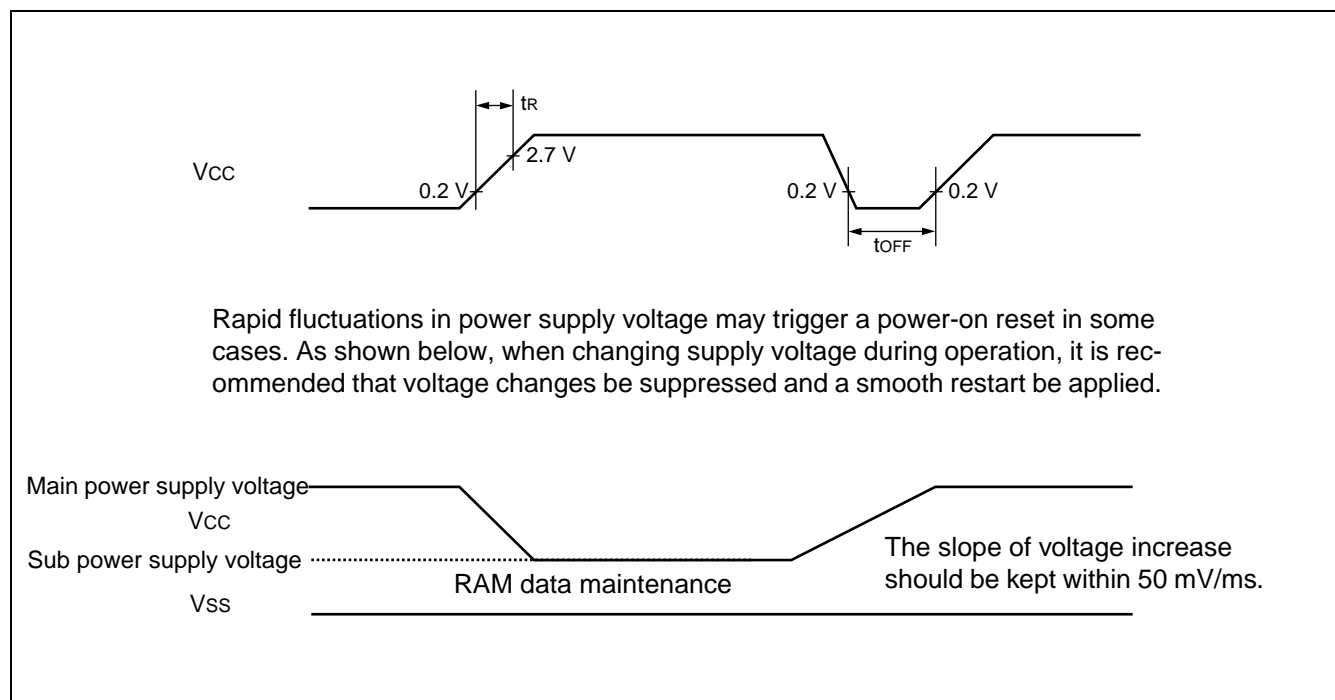 tR
2.7 V
VCC
0.2 V
0.2 V
0.2 V
tOFF
Rapid fluctuations in power supply voltage may trigger a power-on reset in some
cases. As shown below, when changing supply voltage during operation, it is rec-
ommended that voltage changes be suppressed and a smooth restart be applied.
Main power supply voltage
VCC
Sub power supply voltage
RAM data maintenance
The slope of voltage increase
should be kept within 50 mV/ms.
VSS